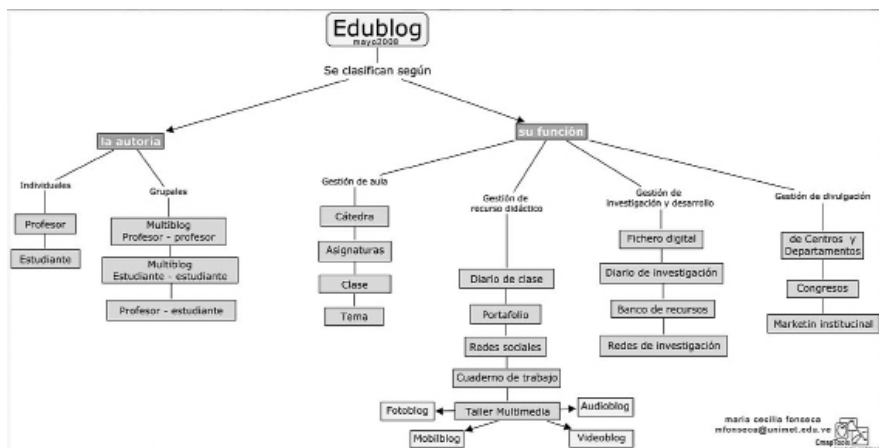 Edublog
mayo2008
Se clasifican según
la autoría
su función
Individuales
Profesor
Estudiante
Grupales
Multiblog
Profesor - profesor
Multiblog
Estudiante - estudiante
Profesor - estudiante
Gestión de aula
Cátedra
Asignaturas
Clase
Tema
Gestión de
recurso didáctico
Diario de clase
Portafolio
Redes sociales
Cuaderno de trabajo
Taller Multimedia
Fotoblog
Audioblog
Mobilblog
Videoblog
Gestión de
investigación y desarrollo
Fichero digital
Diario de investigación
Banco de recursos
Redes de investigación
Gestión de divulgación
de Centros y
Departamentos
Congresos
Marketin institucinal
maria cecilia fonseca
mfonseca@unimet.edu.ve
CmapTools